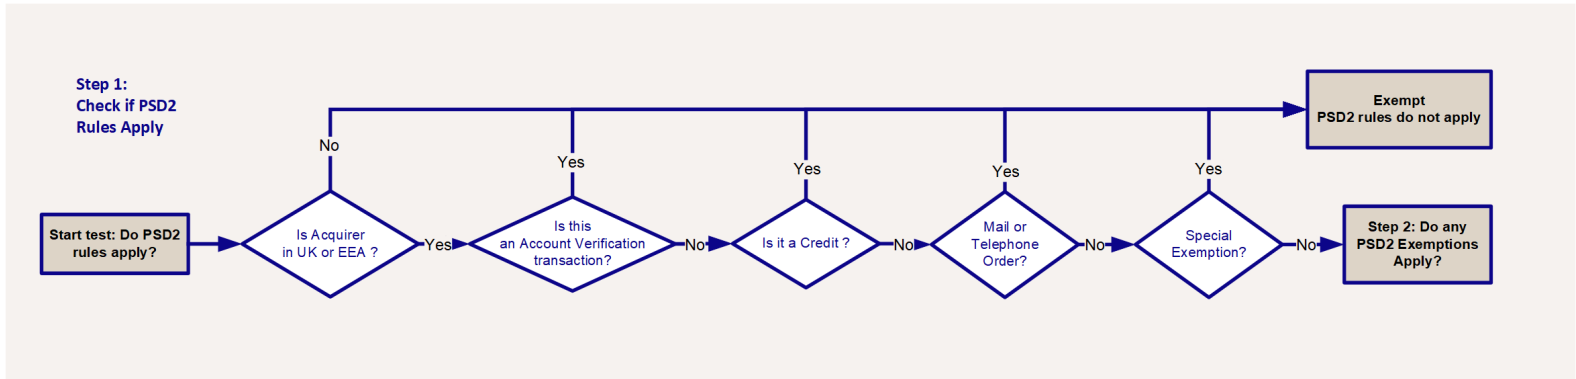 Step 1:
Check if PSD2
Rules Apply
Exempt
PSD2 rules do not apply
No
Yes
Yes
Yes
Yes
Start test: Do PSD2
rules apply?
Is Acquirer
in UK or EEA ?
Yes
Is this
an Account Verification
transaction?
No
Is it a Credit ?
No
Mail or
Telephone
Order?
No
Special
Exemption?
No
Step 2: Do any
PSD2 Exemptions
Apply?